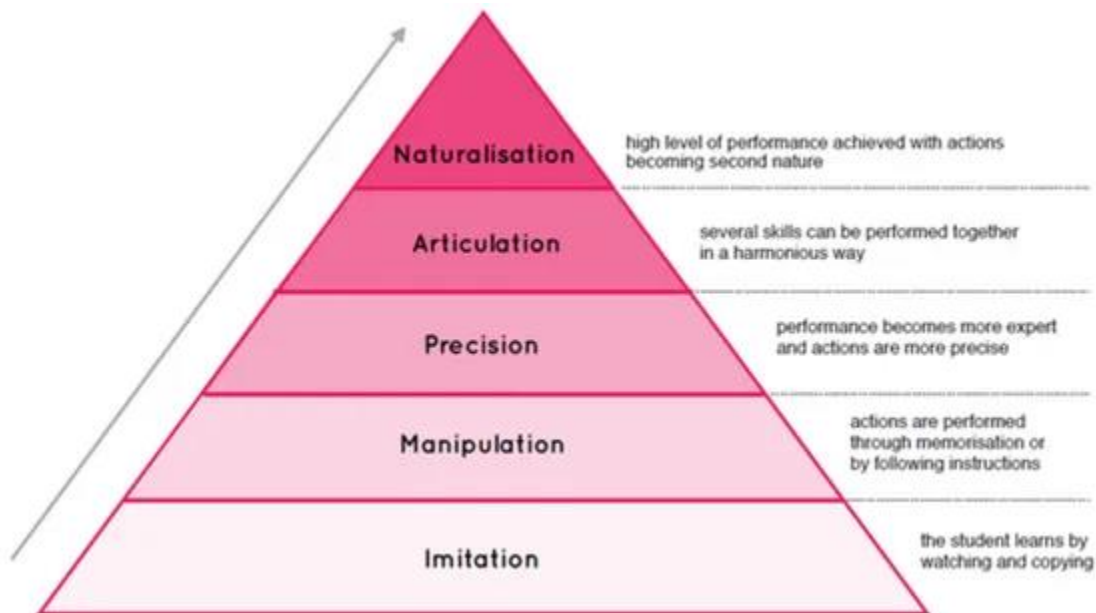 Naturalisation
high level of performance achieved with actions
becoming second nature
Articulation
several skills can be performed together
in a harmonious way
Precision
performance becomes more expert
and actions are more precise
Manipulation
actions are performed
through memorisation or
by following instructions
Imitation
the student learns by
watching and copying